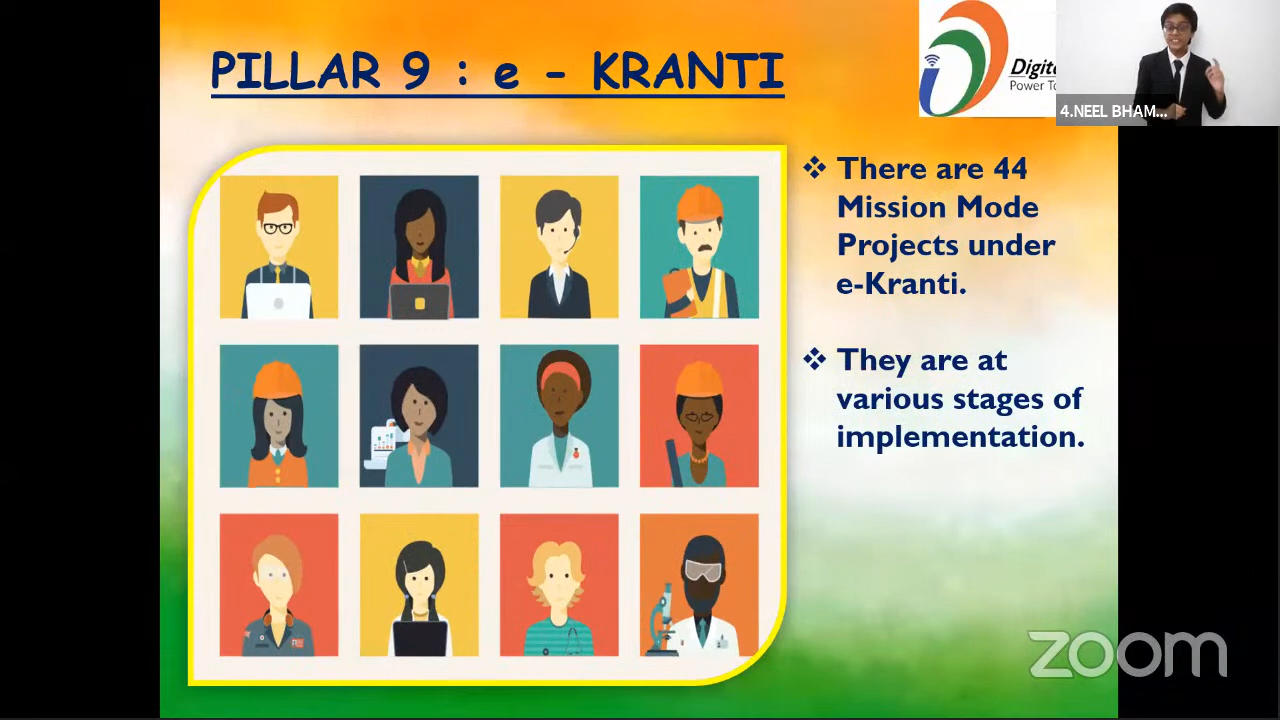 PILLAR 9 : e - KRANTI
Power To
4.NEEL BHAM...
❖ There are 44
Mission Mode
Projects under
e-Kranti.
❖ They are at
various stages of
implementation.
zoom